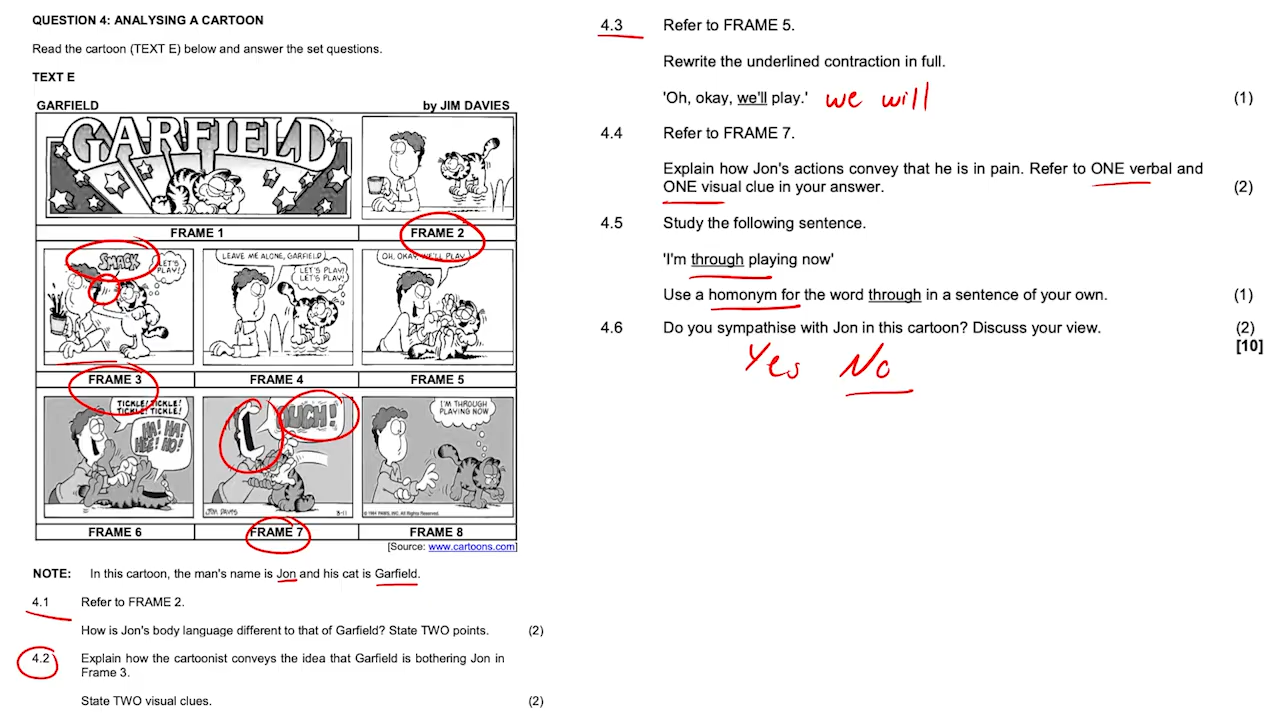 QUESTION 4: ANALYSING A CARTOON
Read the cartoon (TEXT E) below and answer the set questions.
TEXT E
GARFIELD by JIM DAVIES
GARFIELD
FRAME 1 FRAME 2
SMACK
LET'S
PLAY!
LEAVE ME ALONE, GARFIELD
LET'S PLAY!
LET'S PLAY!
OH, OKAY, WE'LL PLAY
FRAME 3 FRAME 4 FRAME 5
TICKLE! TICKLE!
TICKLE! TICKLE!
HA! HA!
HEE! HO!
OUCH!
JIM DAVIS 3-11
I'M THROUGH
PLAYING NOW
FRAME 6 FRAME 7 FRAME 8
[Source: www.cartoons.com]
NOTE: In this cartoon, the man's name is Jon and his cat is Garfield.
4.1 Refer to FRAME 2.
How is Jon's body language different to that of Garfield? State TWO points. (2)
4.2 Explain how the cartoonist conveys the idea that Garfield is bothering Jon in
Frame 3.
State TWO visual clues. (2)
4.3 Refer to FRAME 5.
Rewrite the underlined contraction in full.
'Oh, okay, we'll play.' we will (1)
4.4 Refer to FRAME 7.
Explain how Jon's actions convey that he is in pain. Refer to ONE verbal and
ONE visual clue in your answer. (2)
4.5 Study the following sentence.
'I'm through playing now'
Use a homonym for the word through in a sentence of your own. (1)
4.6 Do you sympathise with Jon in this cartoon? Discuss your view. (2)
[10]
Yes No